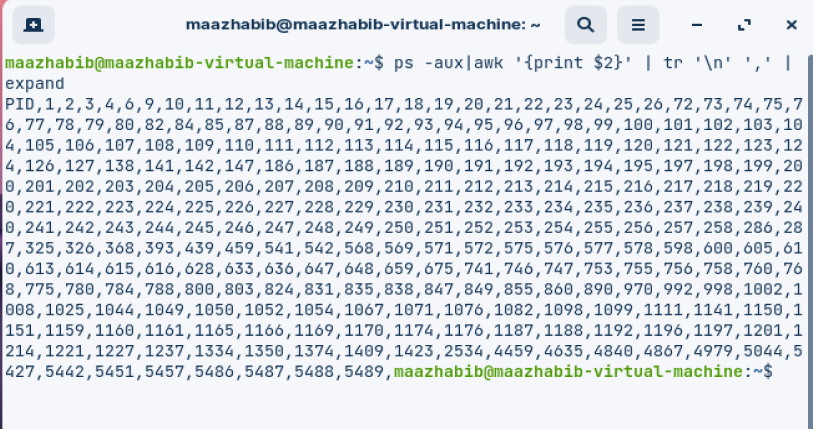 maazhabib@maazhabib-virtual-machine: ~
maazhabib@maazhabib-virtual-machine:~$ ps -aux|awk '{print $2}' | tr '\n' ',' |
expand
PID,1,2,3,4,6,9,10,11,12,13,14,15,16,17,18,19,20,21,22,23,24,25,26,72,73,74,75,7
6,77,78,79,80,82,84,85,87,88,89,90,91,92,93,94,95,96,97,98,99,100,101,102,103,10
4,105,106,107,108,109,110,111,112,113,114,115,116,117,118,119,120,121,122,123,12
4,126,127,138,141,142,147,186,187,188,189,190,191,192,193,194,195,197,198,199,20
0,201,202,203,204,205,206,207,208,209,210,211,212,213,214,215,216,217,218,219,22
0,221,222,223,224,225,226,227,228,229,230,231,232,233,234,235,236,237,238,239,24
0,241,242,243,244,245,246,247,248,249,250,251,252,253,254,255,256,257,258,286,28
7,325,326,368,393,439,459,541,542,568,569,571,572,575,576,577,578,598,600,605,61
0,613,614,615,616,628,633,636,647,648,659,675,741,746,747,753,755,756,758,760,76
8,775,780,784,788,800,803,824,831,835,838,847,849,855,860,890,970,992,998,1002,1
008,1025,1044,1049,1050,1052,1054,1067,1071,1076,1082,1098,1099,1111,1141,1150,1
151,1159,1160,1161,1165,1166,1169,1170,1174,1176,1187,1188,1192,1196,1197,1201,1
214,1221,1227,1237,1334,1350,1374,1409,1423,2534,4459,4635,4840,4867,4979,5044,5
427,5442,5451,5457,5486,5487,5488,5489,maazhabib@maazhabib-virtual-machine:~$